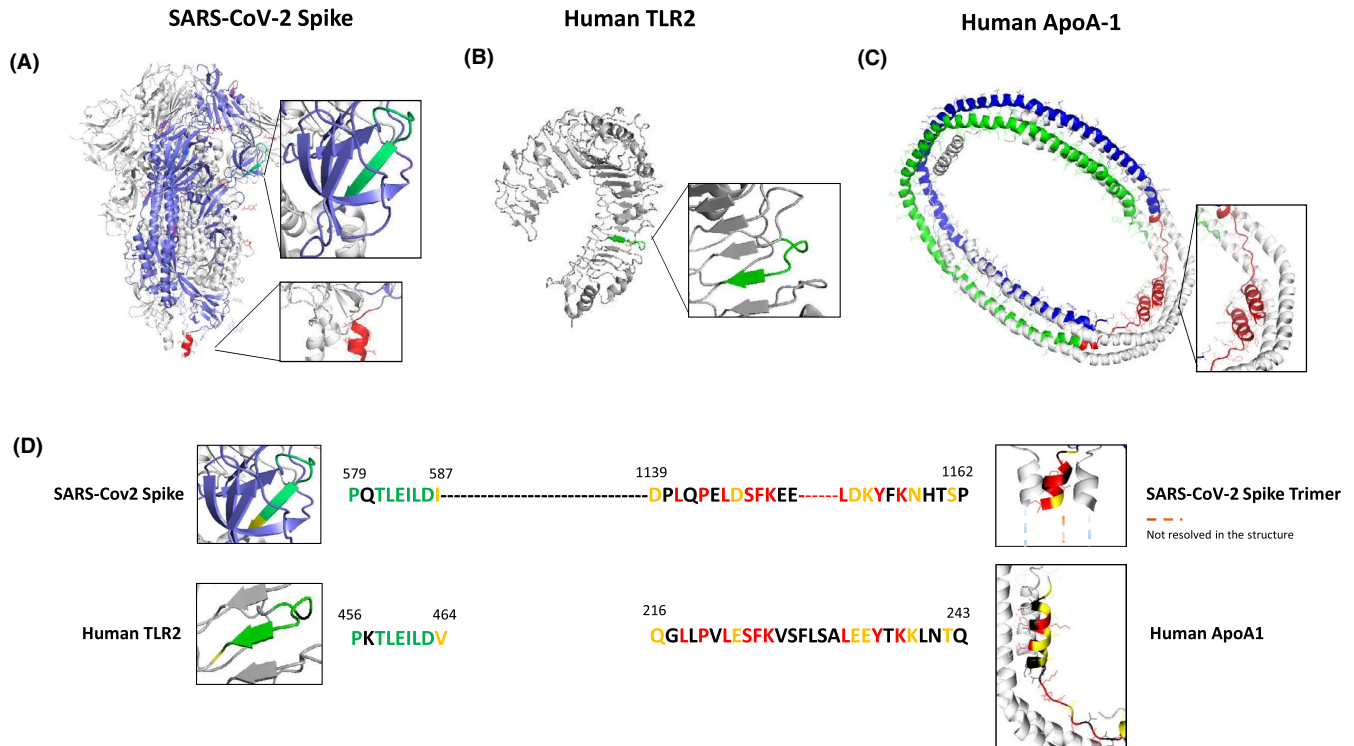 SARS-CoV-2 Spike
Human TLR2
Human ApoA-1
(A)
(B)
(C)
(D)
579
587
1139
1162
SARS-Cov2 Spike
PQTLEILDI--------------------DPLQPELDSFKEE------LDKYFKNHTSP
SARS-CoV-2 Spike Trimer
Not resolved in the structure
456
464
216
243
Human TLR2
PKTLEILDV
QGLLPVLESFKVSFLSALEEYTKKLNTQ
Human ApoA1